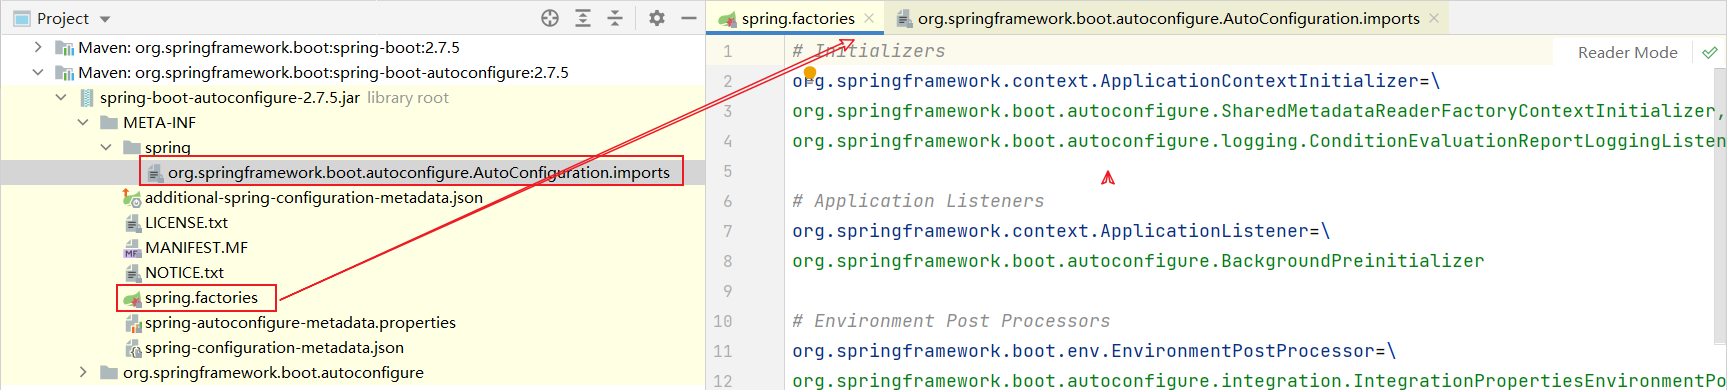 Project
Maven: org.springframework.boot:spring-boot:2.7.5
Maven: org.springframework.boot:spring-boot-autoconfigure:2.7.5
spring-boot-autoconfigure-2.7.5.jar library root
META-INF
spring
org.springframework.boot.autoconfigure.AutoConfiguration.imports
additional-spring-configuration-metadata.json
LICENSE.txt
MANIFEST.MF
NOTICE.txt
spring.factories
spring-autoconfigure-metadata.properties
spring-configuration-metadata.json
org.springframework.boot.autoconfigure
spring.factories
org.springframework.boot.autoconfigure.AutoConfiguration.imports
Reader Mode
1 # Initializers
2 org.springframework.context.ApplicationContextInitializer=\
3 org.springframework.boot.autoconfigure.SharedMetadataReaderFactoryContextInitializer,
4 org.springframework.boot.autoconfigure.logging.ConditionEvaluationReportLoggingListen
5
6 # Application Listeners
7 org.springframework.context.ApplicationListener=\
8 org.springframework.boot.autoconfigure.BackgroundPreinitializer
9
10 # Environment Post Processors
11 org.springframework.boot.env.EnvironmentPostProcessor=\
12 org.springframework.boot.autoconfigure.integration.IntegrationPropertiesEnvironmentPo